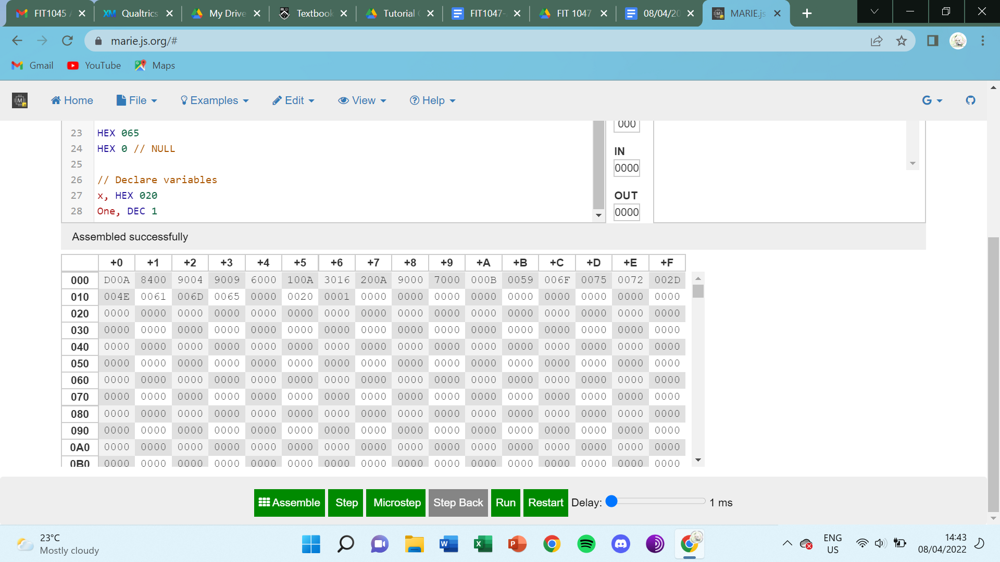 FIT1045 /
Qualtrics
My Drive
Textbook
Tutorial
FIT1047-
FIT 1047
08/04/20
MARIE.js
marie.js.org/#
Gmail YouTube Maps
Home File Examples Edit View Help
23 HEX 065
24 HEX 0 // NULL
25
26 // Declare variables
27 x, HEX 020
28 One, DEC 1
000
IN
0000
OUT
0000
Assembled successfully
+0 +1 +2 +3 +4 +5 +6 +7 +8 +9 +A +B +C +D +E +F
000 D00A 8400 9004 9009 6000 100A 3016 200A 9000 7000 000B 0059 006F 0075 0072 002D
010 004E 0061 006D 0065 0000 0020 0001 0000 0000 0000 0000 0000 0000 0000 0000 0000
020 0000 0000 0000 0000 0000 0000 0000 0000 0000 0000 0000 0000 0000 0000 0000 0000
030 0000 0000 0000 0000 0000 0000 0000 0000 0000 0000 0000 0000 0000 0000 0000 0000
040 0000 0000 0000 0000 0000 0000 0000 0000 0000 0000 0000 0000 0000 0000 0000 0000
050 0000 0000 0000 0000 0000 0000 0000 0000 0000 0000 0000 0000 0000 0000 0000 0000
060 0000 0000 0000 0000 0000 0000 0000 0000 0000 0000 0000 0000 0000 0000 0000 0000
070 0000 0000 0000 0000 0000 0000 0000 0000 0000 0000 0000 0000 0000 0000 0000 0000
080 0000 0000 0000 0000 0000 0000 0000 0000 0000 0000 0000 0000 0000 0000 0000 0000
090 0000 0000 0000 0000 0000 0000 0000 0000 0000 0000 0000 0000 0000 0000 0000 0000
0A0 0000 0000 0000 0000 0000 0000 0000 0000 0000 0000 0000 0000 0000 0000 0000 0000
0B0 0000 0000 0000 0000 0000 0000 0000 0000 0000 0000 0000 0000 0000 0000 0000 0000
Assemble Step Microstep Step Back Run Restart Delay: 1 ms
23°C
Mostly cloudy
ENG
US
14:43
08/04/2022